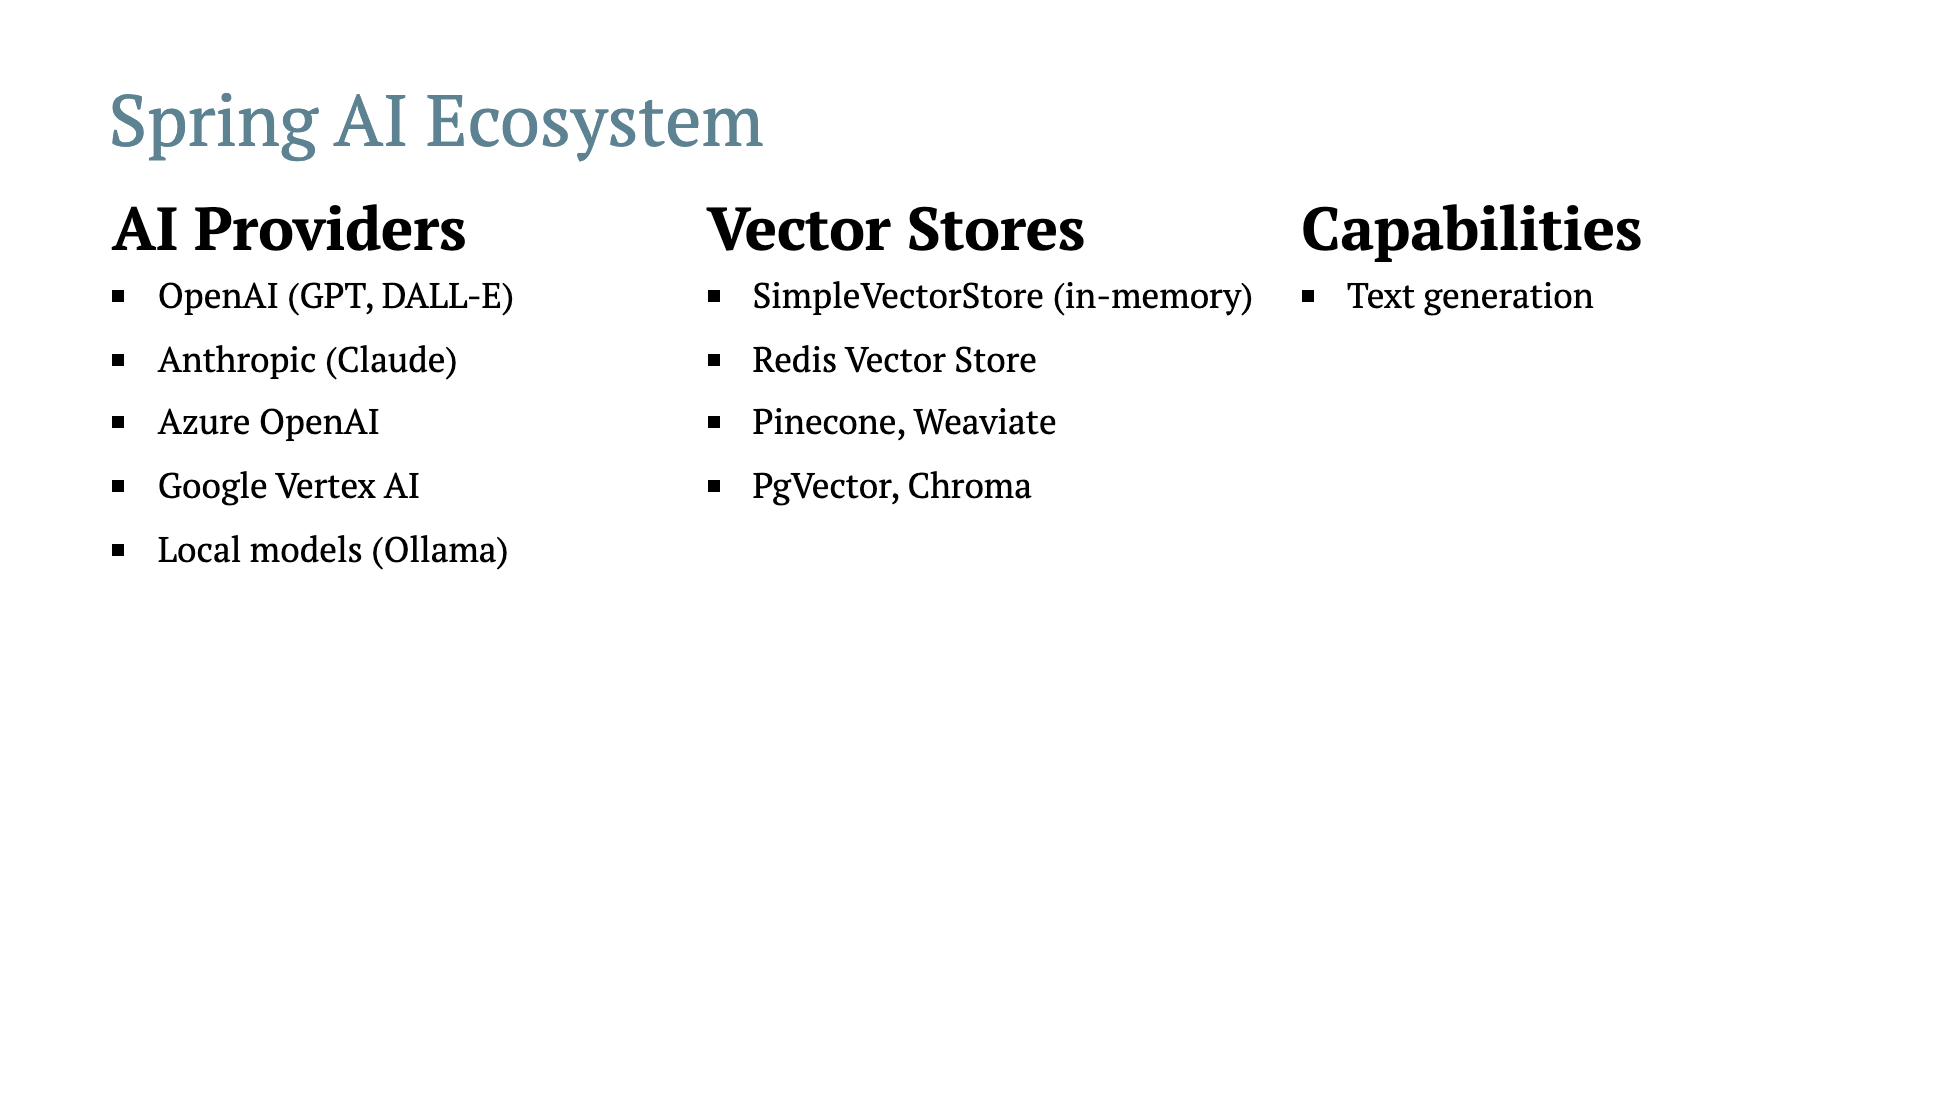 Spring AI Ecosystem
AI Providers
▪ OpenAI (GPT, DALL-E)
▪ Anthropic (Claude)
▪ Azure OpenAI
▪ Google Vertex AI
▪ Local models (Ollama)
Vector Stores
▪ SimpleVectorStore (in-memory)
▪ Redis Vector Store
▪ Pinecone, Weaviate
▪ PgVector, Chroma
Capabilities
▪ Text generation